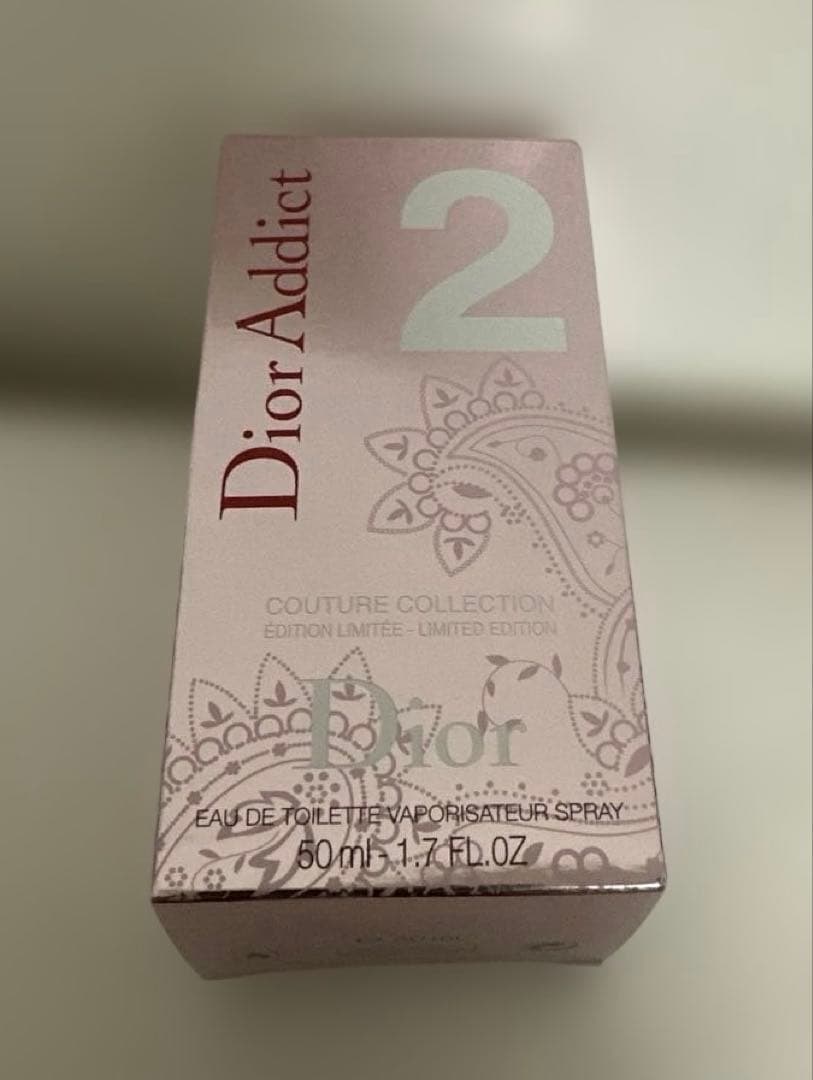 Dior Addict
2
COUTURE COLLECTION
ÉDITION LIMITÉE - LIMITED EDITION
Dior
EAU DE TOILETTE VAPORISATEUR SPRAY
50 ml - 1.7 FL.OZ